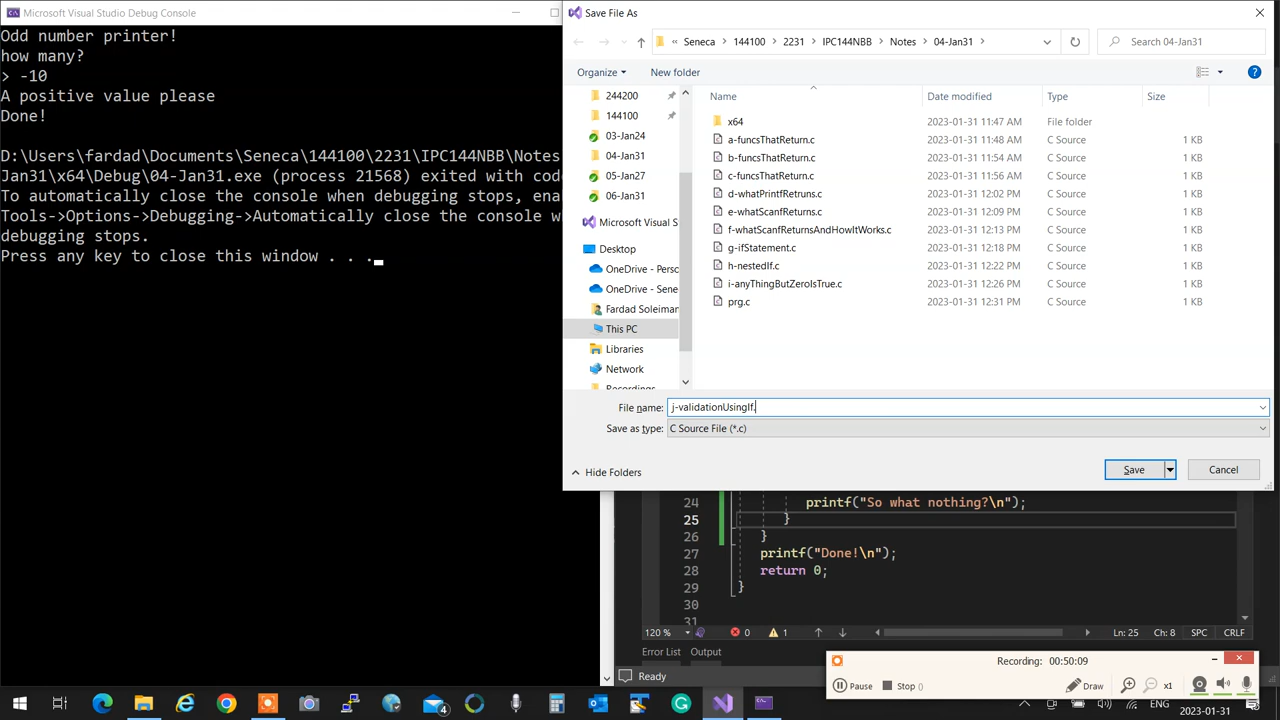 Microsoft Visual Studio Debug Console
Odd number printer!
how many?
> -10
A positive value please
Done!
D:\Users\fardad\Documents\Seneca\144100\2231\IPC144NBB\Notes
Jan31\x64\Debug\04-Jan31.exe (process 21568) exited with cod
To automatically close the console when debugging stops, ena
Tools->Options->Debugging->Automatically close the console w
debugging stops.
Press any key to close this window . . .
Save File As
« Seneca > 144100 > 2231 > IPC144NBB > Notes > 04-Jan31 >
Search 04-Jan31
Organize
New folder
244200
144100
03-Jan24
04-Jan31
05-Jan27
06-Jan31
Microsoft Visual S
Desktop
OneDrive - Persc
OneDrive - Sene
Fardad Soleimar
This PC
Libraries
Network
Recordings
Name Date modified Type Size
x64 2023-01-31 11:47 AM File folder
a-funcsThatReturn.c 2023-01-31 11:48 AM C Source 1 KB
b-funcsThatReturn.c 2023-01-31 11:54 AM C Source 1 KB
c-funcsThatReturn.c 2023-01-31 11:56 AM C Source 1 KB
d-whatPrintfRetruns.c 2023-01-31 12:02 PM C Source 1 KB
e-whatScanfReturns.c 2023-01-31 12:09 PM C Source 1 KB
f-whatScanfReturnsAndHowItWorks.c 2023-01-31 12:13 PM C Source 1 KB
g-ifStatement.c 2023-01-31 12:18 PM C Source 1 KB
h-nestedIf.c 2023-01-31 12:22 PM C Source 1 KB
i-anyThingButZeroIsTrue.c 2023-01-31 12:26 PM C Source 1 KB
prg.c 2023-01-31 12:31 PM C Source 1 KB
File name: j-validationUsingIf.
Save as type: C Source File (*.c)
Hide Folders
Save
Cancel
24 printf("So what nothing?\n");
25 }
26 }
27 printf("Done!\n");
28 return 0;
29 }
30
31
120 % 0 1 Ln: 25 Ch: 8 SPC CRLF
Error List Output
Ready
Recording: 00:50:09
Pause Stop () Draw x1
4
ENG
2023-01-31